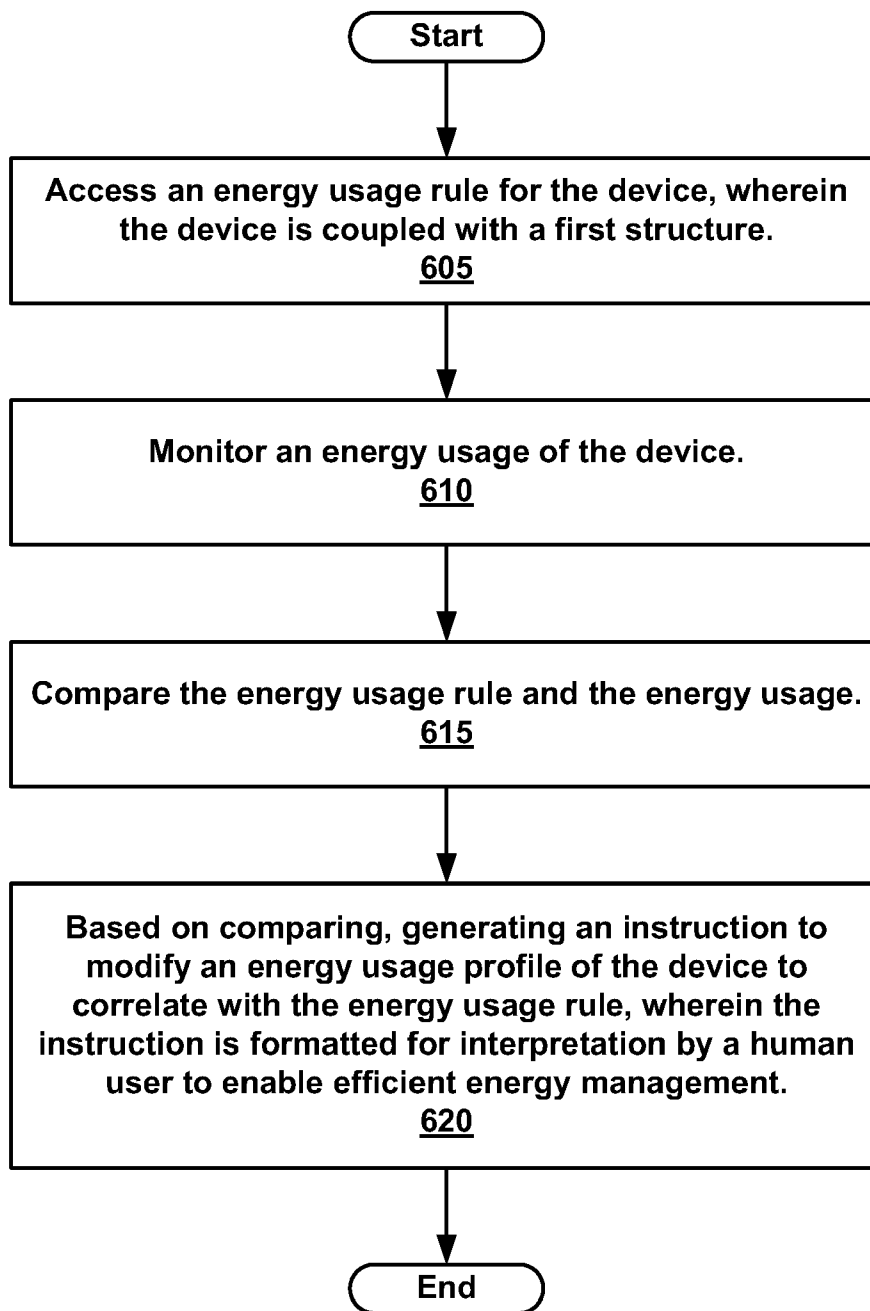 Start
Access an energy usage rule for the device, wherein
the device is coupled with a first structure.
605
Monitor an energy usage of the device.
610
Compare the energy usage rule and the energy usage.
615
Based on comparing, generating an instruction to
modify an energy usage profile of the device to
correlate with the energy usage rule, wherein the
instruction is formatted for interpretation by a human
user to enable efficient energy management.
620
End